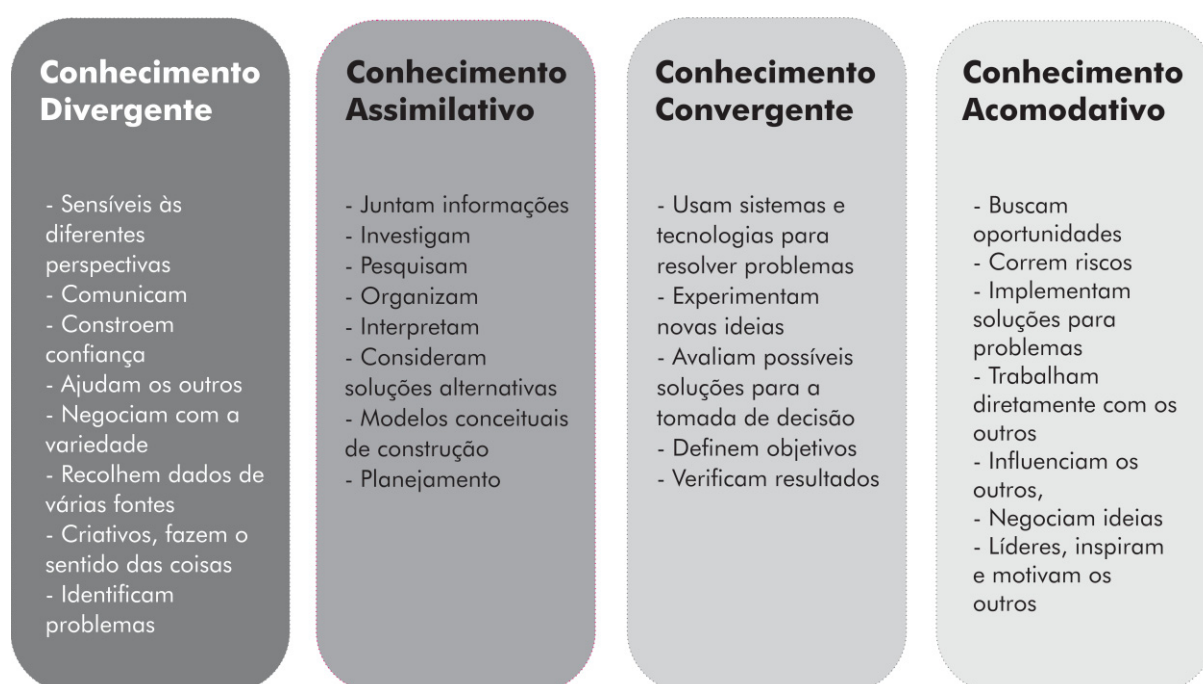 Conhecimento
Divergente
- Sensíveis às
diferentes
perspectivas
- Comunicam
- Constroem
confiança
- Ajudam os outros
- Negociam com a
variedade
- Recolhem dados de
várias fontes
- Criativos, fazem o
sentido das coisas
- Identificam
problemas
Conhecimento
Assimilativo
- Juntam informações
- Investigam
- Pesquisam
- Organizam
- Interpretam
- Consideram
soluções alternativas
- Modelos conceituais
de construção
- Planejamento
Conhecimento
Convergente
- Usam sistemas e
tecnologias para
resolver problemas
- Experimentam
novas ideias
- Avaliam possíveis
soluções para a
tomada de decisão
- Definem objetivos
- Verificam resultados
Conhecimento
Acomodativo
- Buscam
oportunidades
- Correm riscos
- Implementam
soluções para
problemas
- Trabalham
diretamente com os
outros
- Influenciam os
outros,
- Negociam ideias
- Líderes, inspiram
e motivam os
outros